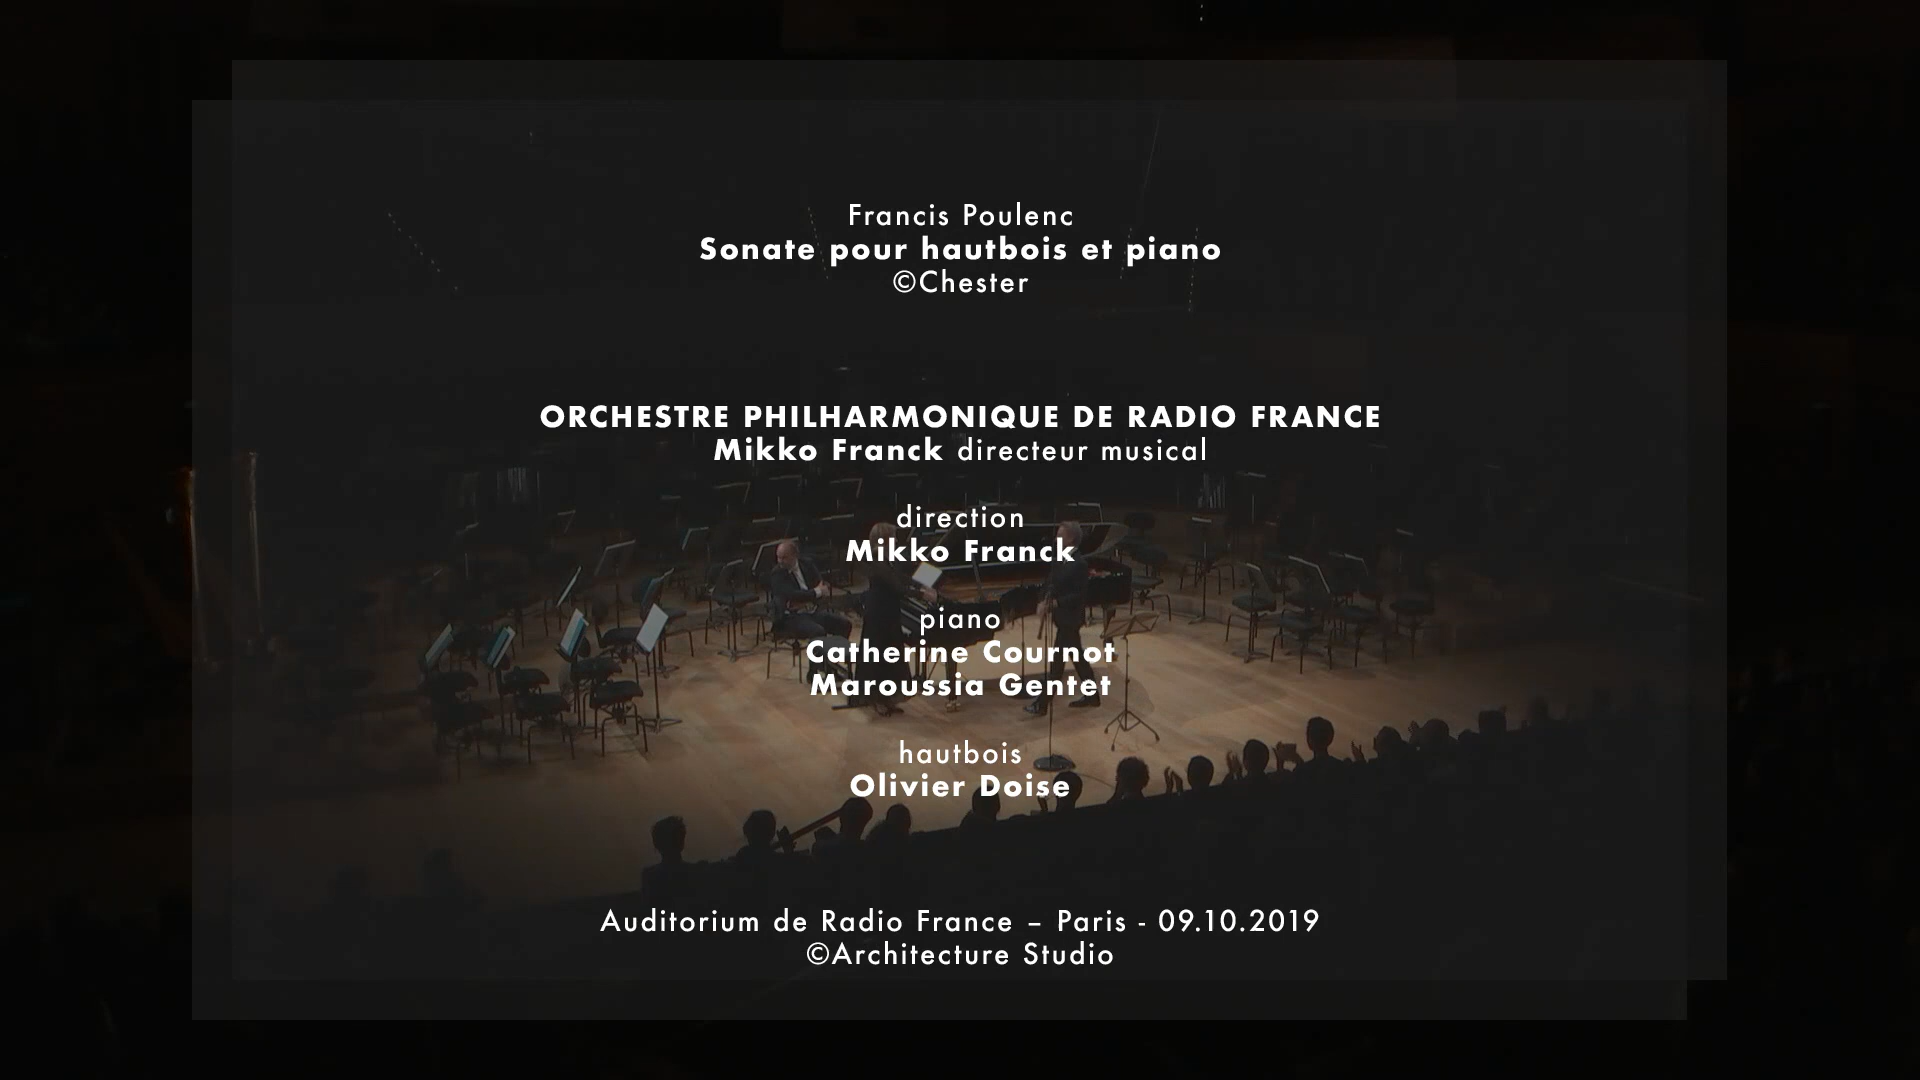 Francis Poulenc
Sonate pour hautbois et piano
©Chester
ORCHESTRE PHILHARMONIQUE DE RADIO FRANCE
Mikko Franck directeur musical
direction
Mikko Franck
piano
Catherine Cournot
Maroussia Gentet
hautbois
Olivier Doise
Auditorium de Radio France – Paris - 09.10.2019
©Architecture Studio